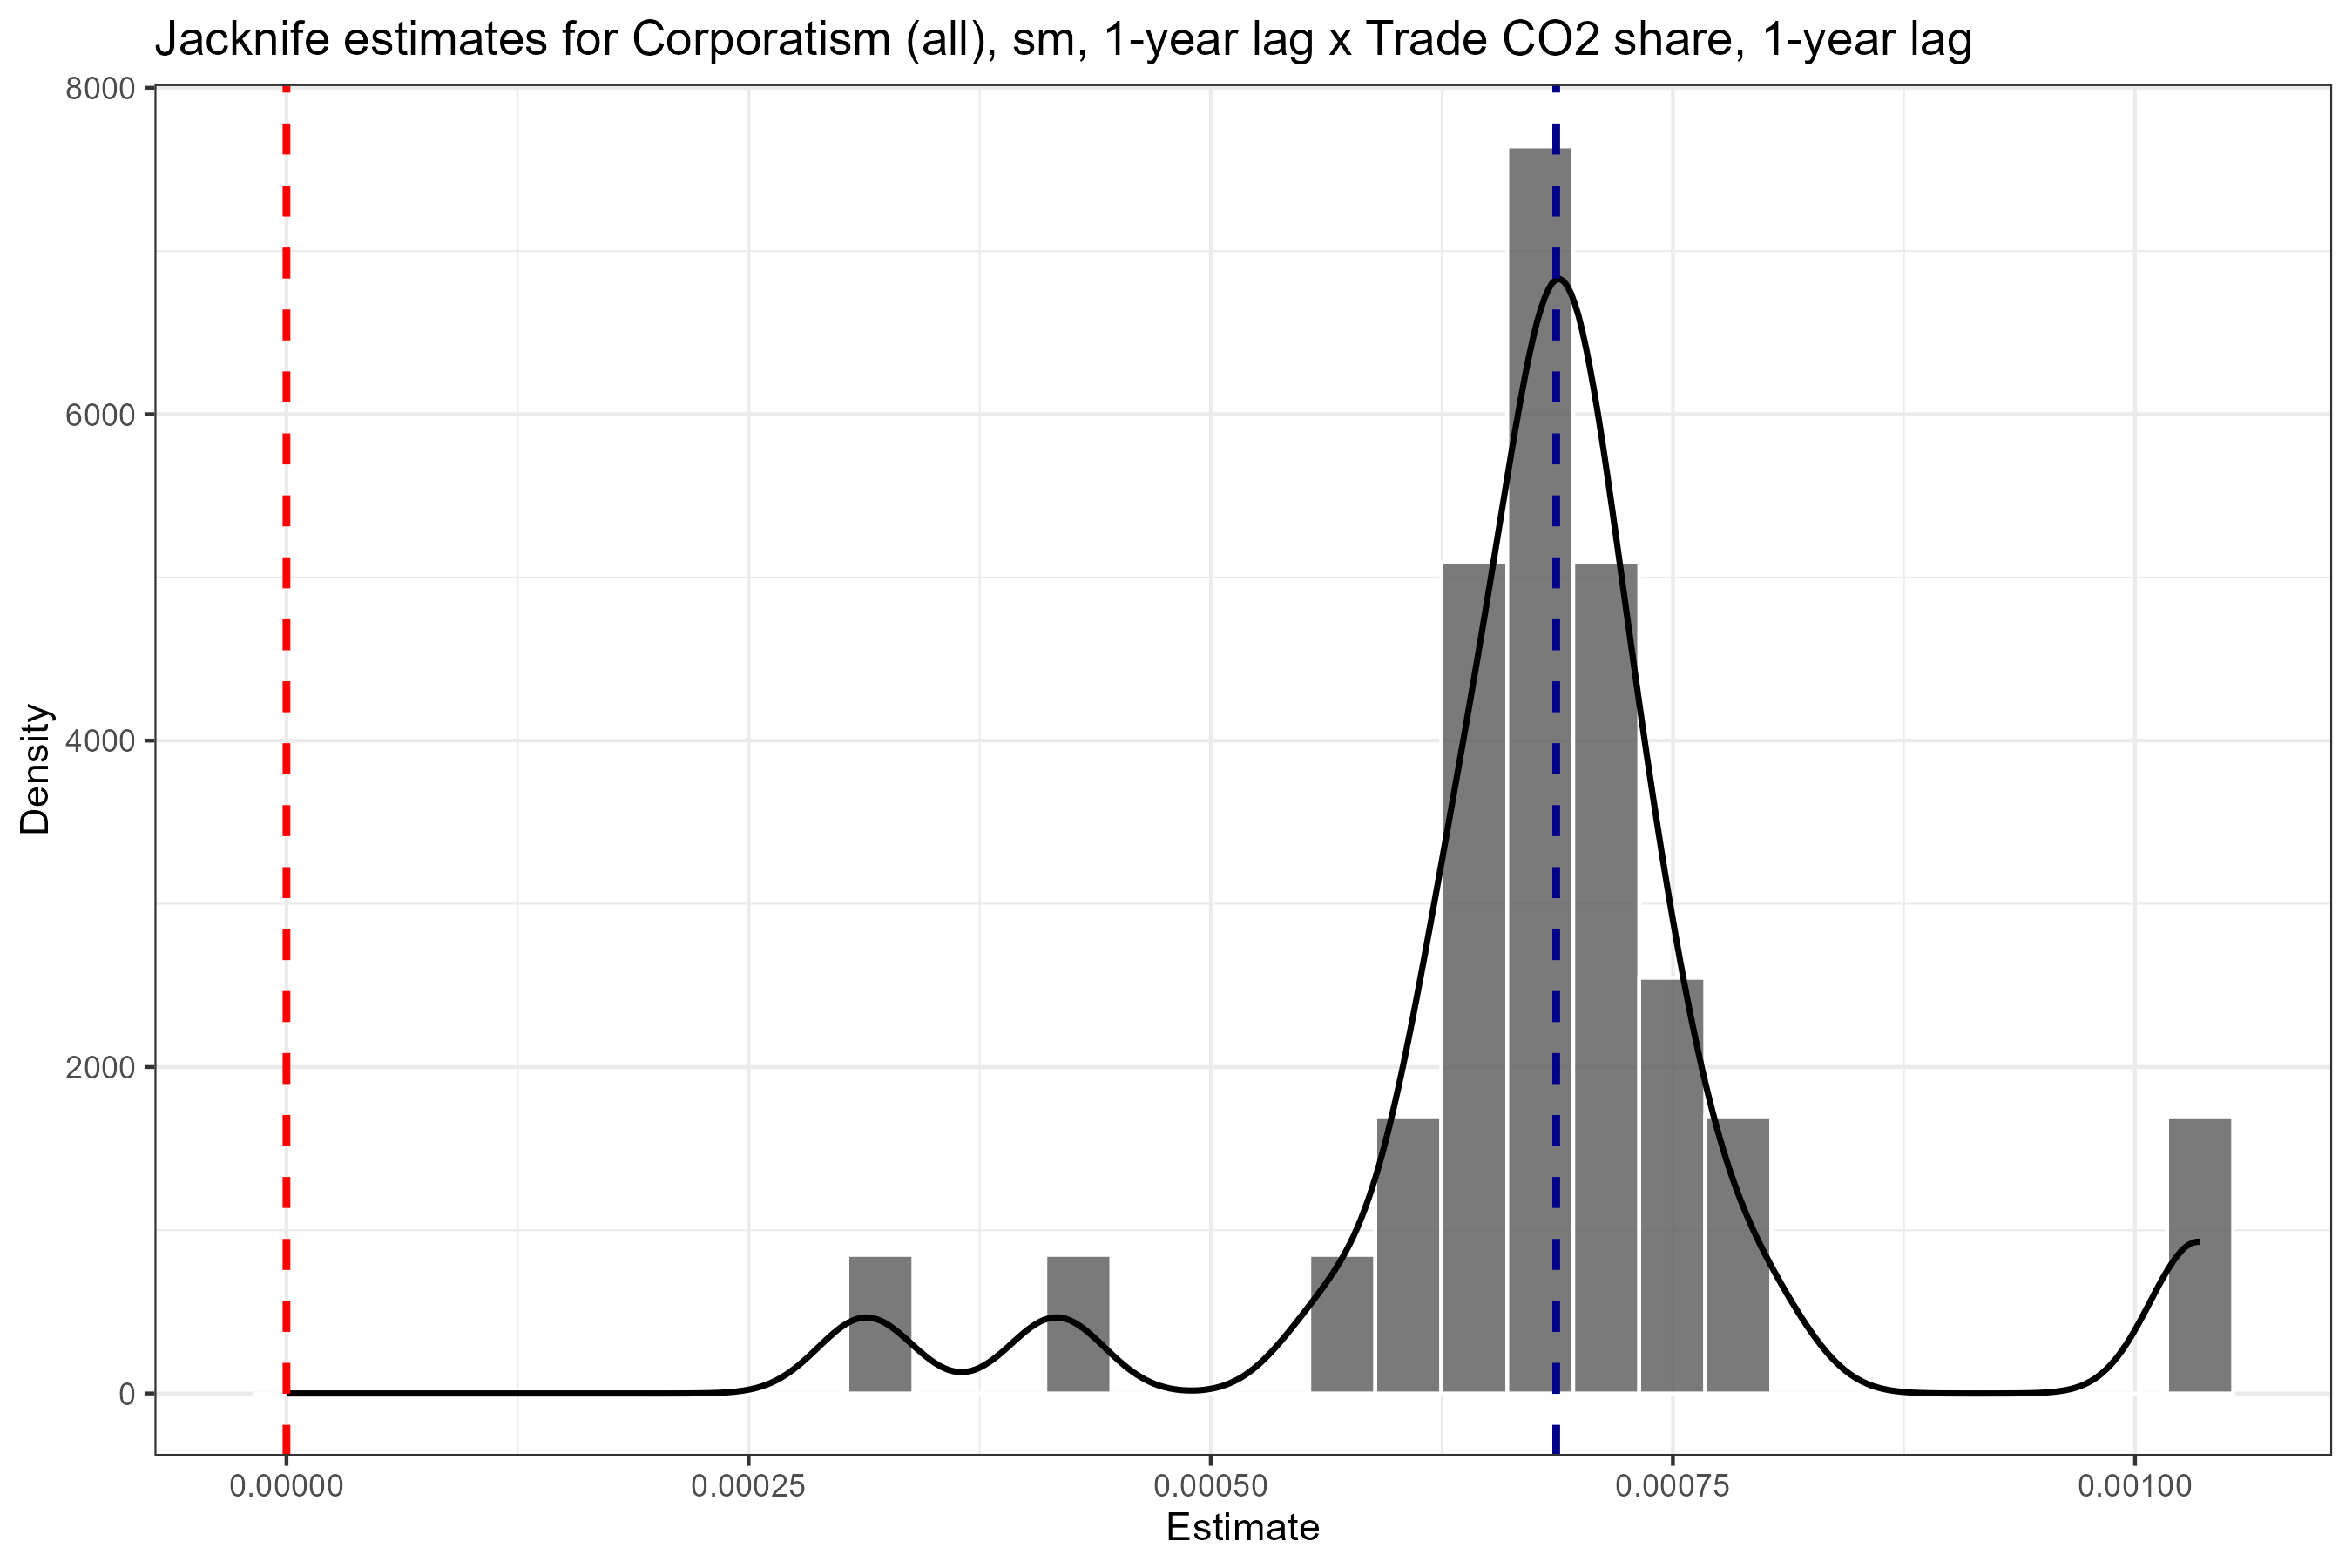 Jacknife estimates for Corporatism (all), sm, 1-year lag x Trade CO2 share, 1-year lag
8000
6000
4000
2000
0
Density
0.00000 0.00025 0.00050 0.00075 0.00100
Estimate